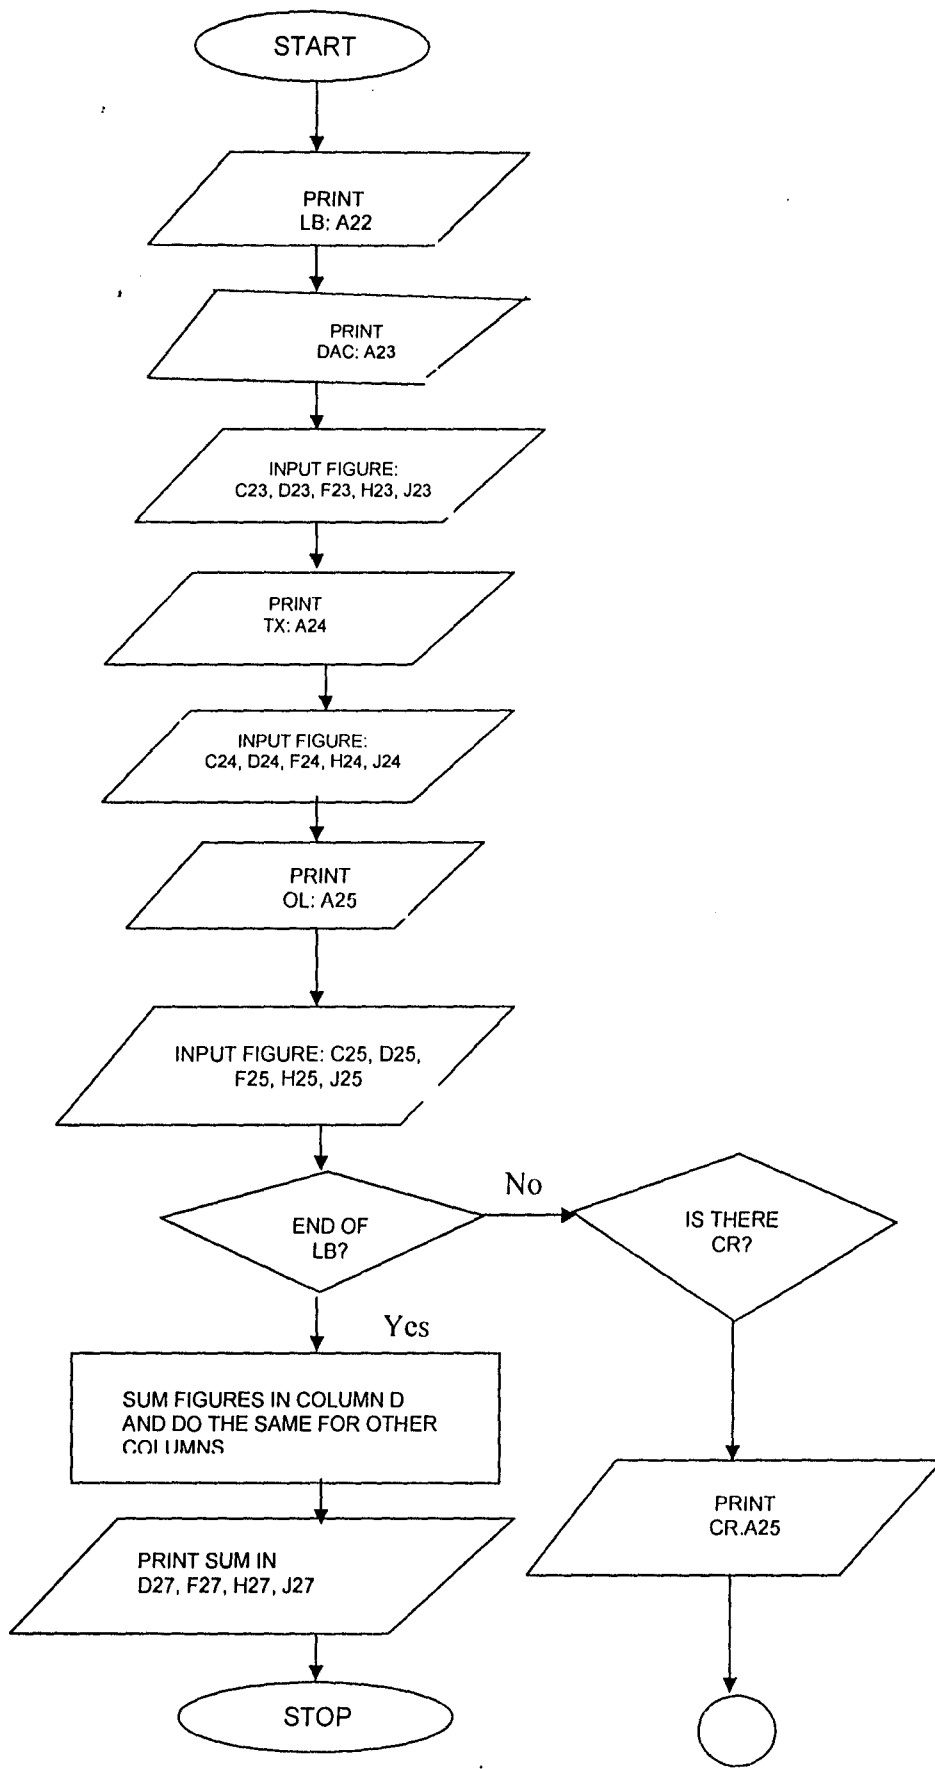 START
PRINT
LB: A22
PRINT
DAC: A23
INPUT FIGURE:
C23, D23, F23, H23, J23
PRINT
TX: A24
INPUT FIGURE:
C24, D24, F24, H24, J24
PRINT
OL: A25
INPUT FIGURE: C25, D25,
F25, H25, J25
END OF
LB?
No
IS THERE
CR?
Yes
SUM FIGURES IN COLUMN D
AND DO THE SAME FOR OTHER
COLUMNS
PRINT SUM IN
D27, F27, H27, J27
PRINT
CR.A25
STOP